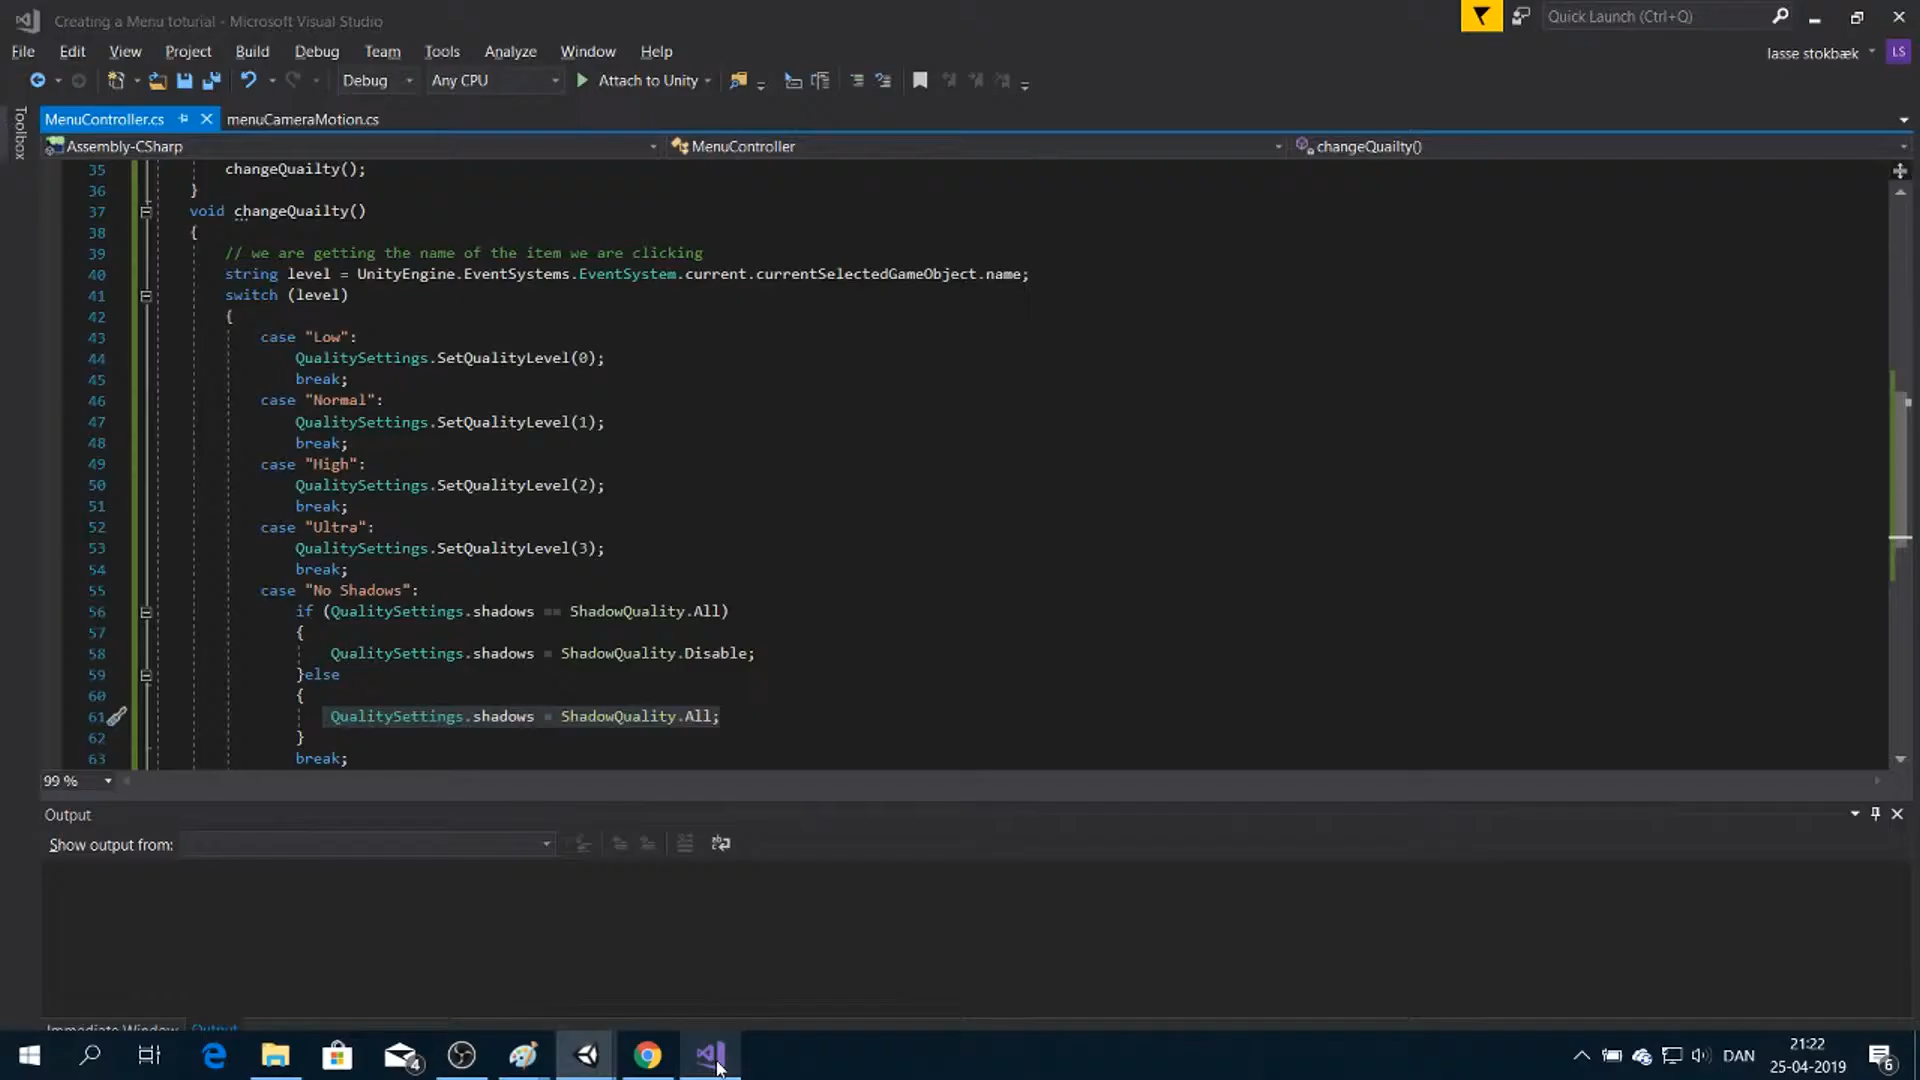 Creating a Menu toturial - Microsoft Visual Studio
Quick Launch (Ctrl+Q)
File Edit View Project Build Debug Team Tools Analyze Window Help
lasse stokbæk LS
Debug Any CPU Attach to Unity
Toolbox
MenuController.cs menuCameraMotion.cs
Assembly-CSharp MenuController changeQuailty()
35 changeQuailty();
36 }
37 void changeQuailty()
38 {
39 // we are getting the name of the item we are clicking
40 string level = UnityEngine.EventSystems.EventSystem.current.currentSelectedGameObject.name;
41 switch (level)
42 {
43 case "Low":
44 QualitySettings.SetQualityLevel(0);
45 break;
46 case "Normal":
47 QualitySettings.SetQualityLevel(1);
48 break;
49 case "High":
50 QualitySettings.SetQualityLevel(2);
51 break;
52 case "Ultra":
53 QualitySettings.SetQualityLevel(3);
54 break;
55 case "No Shadows":
56 if (QualitySettings.shadows == ShadowQuality.All)
57 {
58 QualitySettings.shadows = ShadowQuality.Disable;
59 }else
60 {
61 QualitySettings.shadows = ShadowQuality.All;
62 }
63 break;
99 %
Output
Show output from:
Immediate Window Output
4
DAN
21:22
25-04-2019
6